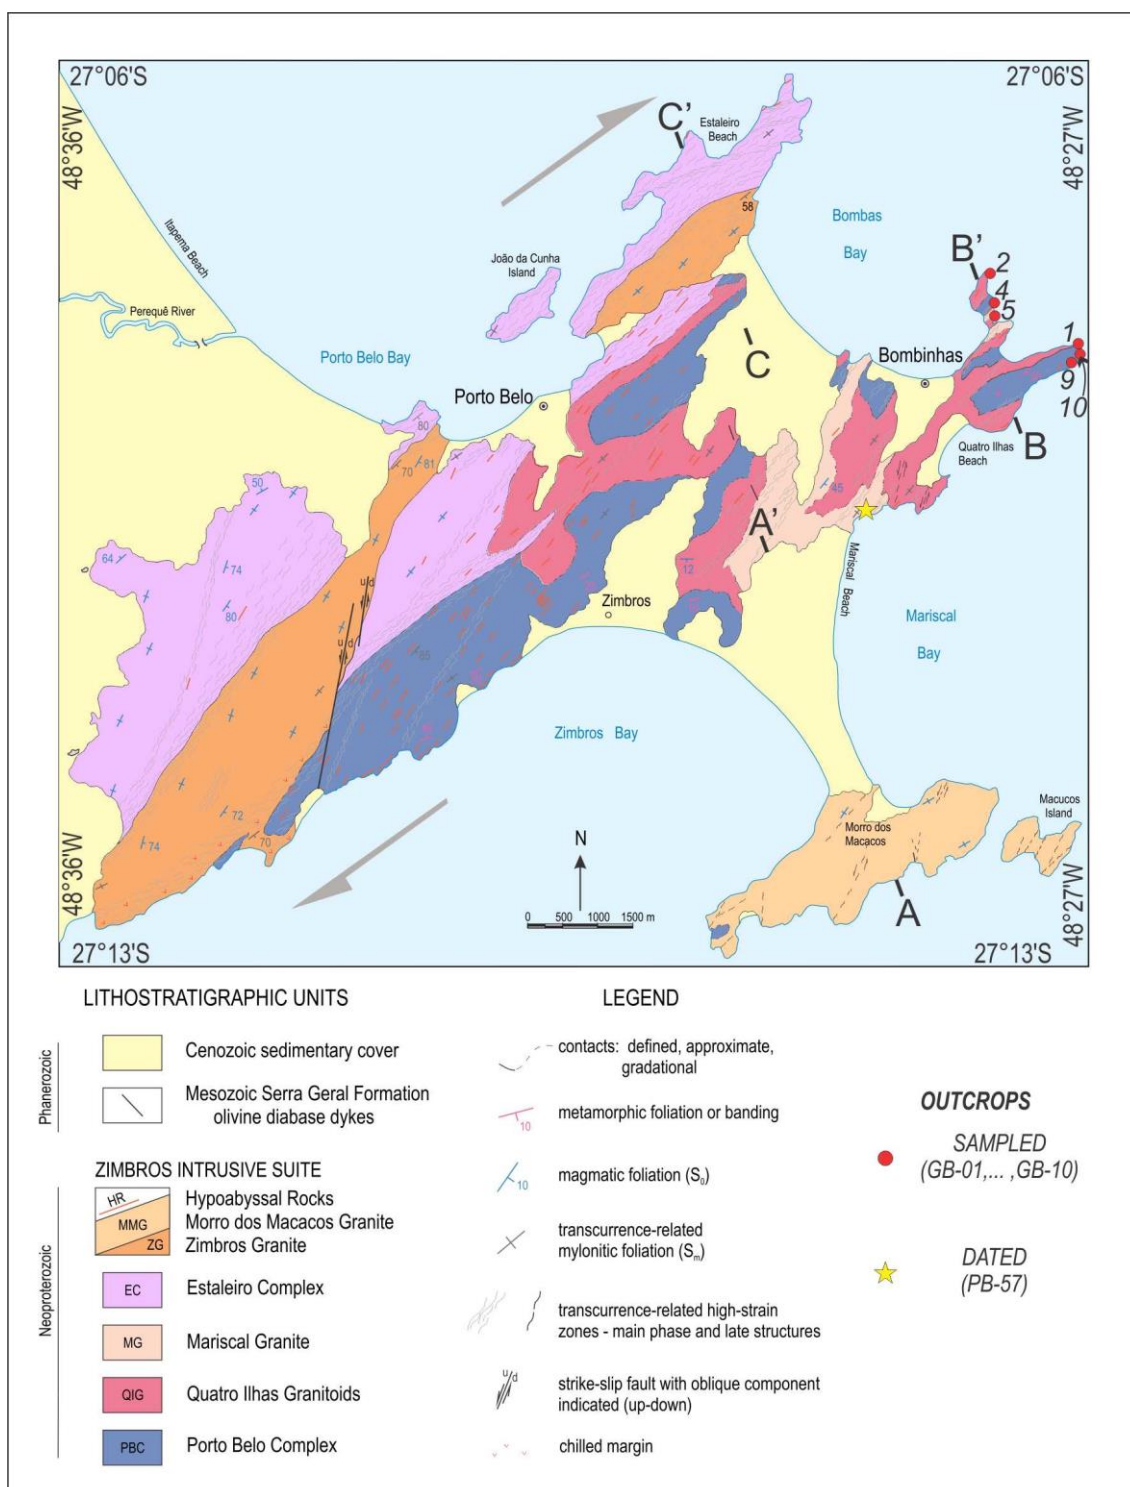 27°06'S
27°06'S
48°36'W
48°27'W
C'
Estaleiro
Beach
58
Bombas
Bay
Itapema Beach
João da Cunha
Island
B'
2
4
5
Perequê River
1
Porto Belo Bay
C
Bombinhas
9
10
Porto Belo
B
80
Quatro Ilhas
Beach
70
81
50
45
A'
64
74
12
Mariscal Beach
80
Zimbros
u
d
Mariscal
Bay
u
d
85
Zimbros Bay
Macucos
Island
72
Morro dos
Macacos
74
70
48°36'W
N
48°27'W
A
0 500 1000 1500 m
27°13'S
27°13'S
LITHOSTRATIGRAPHIC UNITS
LEGEND
Phanerozoic
Cenozoic sedimentary cover
Mesozoic Serra Geral Formation
olivine diabase dykes
Neoproterozoic
ZIMBROS INTRUSIVE SUITE
HR
Hypoabyssal Rocks
MMG
Morro dos Macacos Granite
ZG
Zimbros Granite
EC
Estaleiro Complex
MG
Mariscal Granite
QIG
Quatro Ilhas Granitoids
PBC
Porto Belo Complex
contacts: defined, approximate,
gradational
10
metamorphic foliation or banding
10
magmatic foliation (S₀)
transcurrence-related
mylonitic foliation (Sₘ)
transcurrence-related high-strain
zones - main phase and late structures
u
d
strike-slip fault with oblique component
indicated (up-down)
chilled margin
OUTCROPS
SAMPLED
(GB-01,... ,GB-10)
DATED
(PB-57)